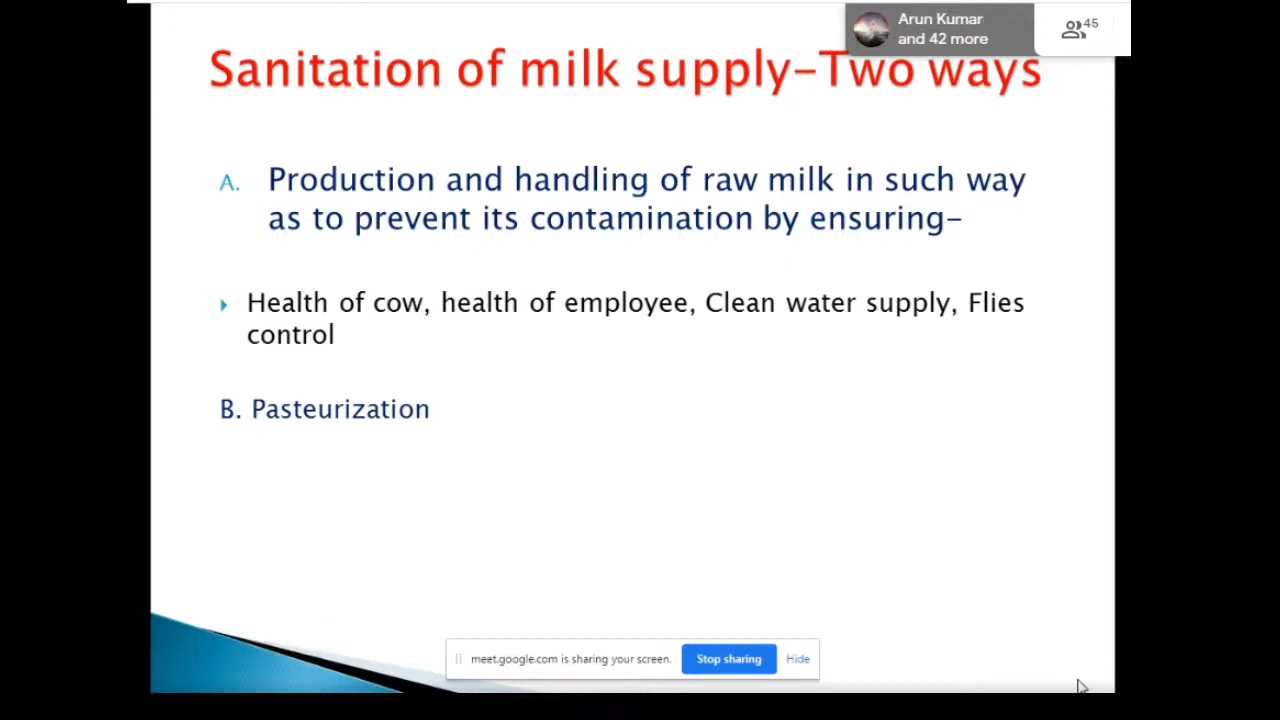 Arun Kumar
and 42 more
45
Sanitation of milk supply-Two ways
A. Production and handling of raw milk in such way
as to prevent its contamination by ensuring-
Health of cow, health of employee, Clean water supply, Flies
control
B. Pasteurization
meet.google.com is sharing your screen. Stop sharing Hide